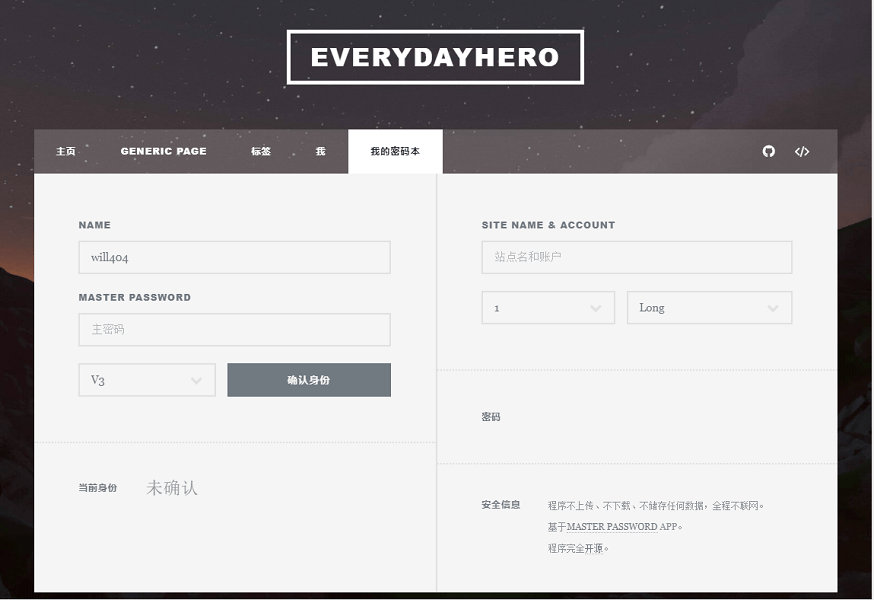 EVERYDAYHERO
主页 GENERIC PAGE 标签 我 我的密码本
NAME
will404
MASTER PASSWORD
主密码
V3 确认身份
当前身份 未确认
SITE NAME & ACCOUNT
站点名和账户
1 Long
密码
安全信息 程序不上传、不下载、不储存任何数据，全程不联网。
基于MASTER PASSWORD APP。
程序完全开源。